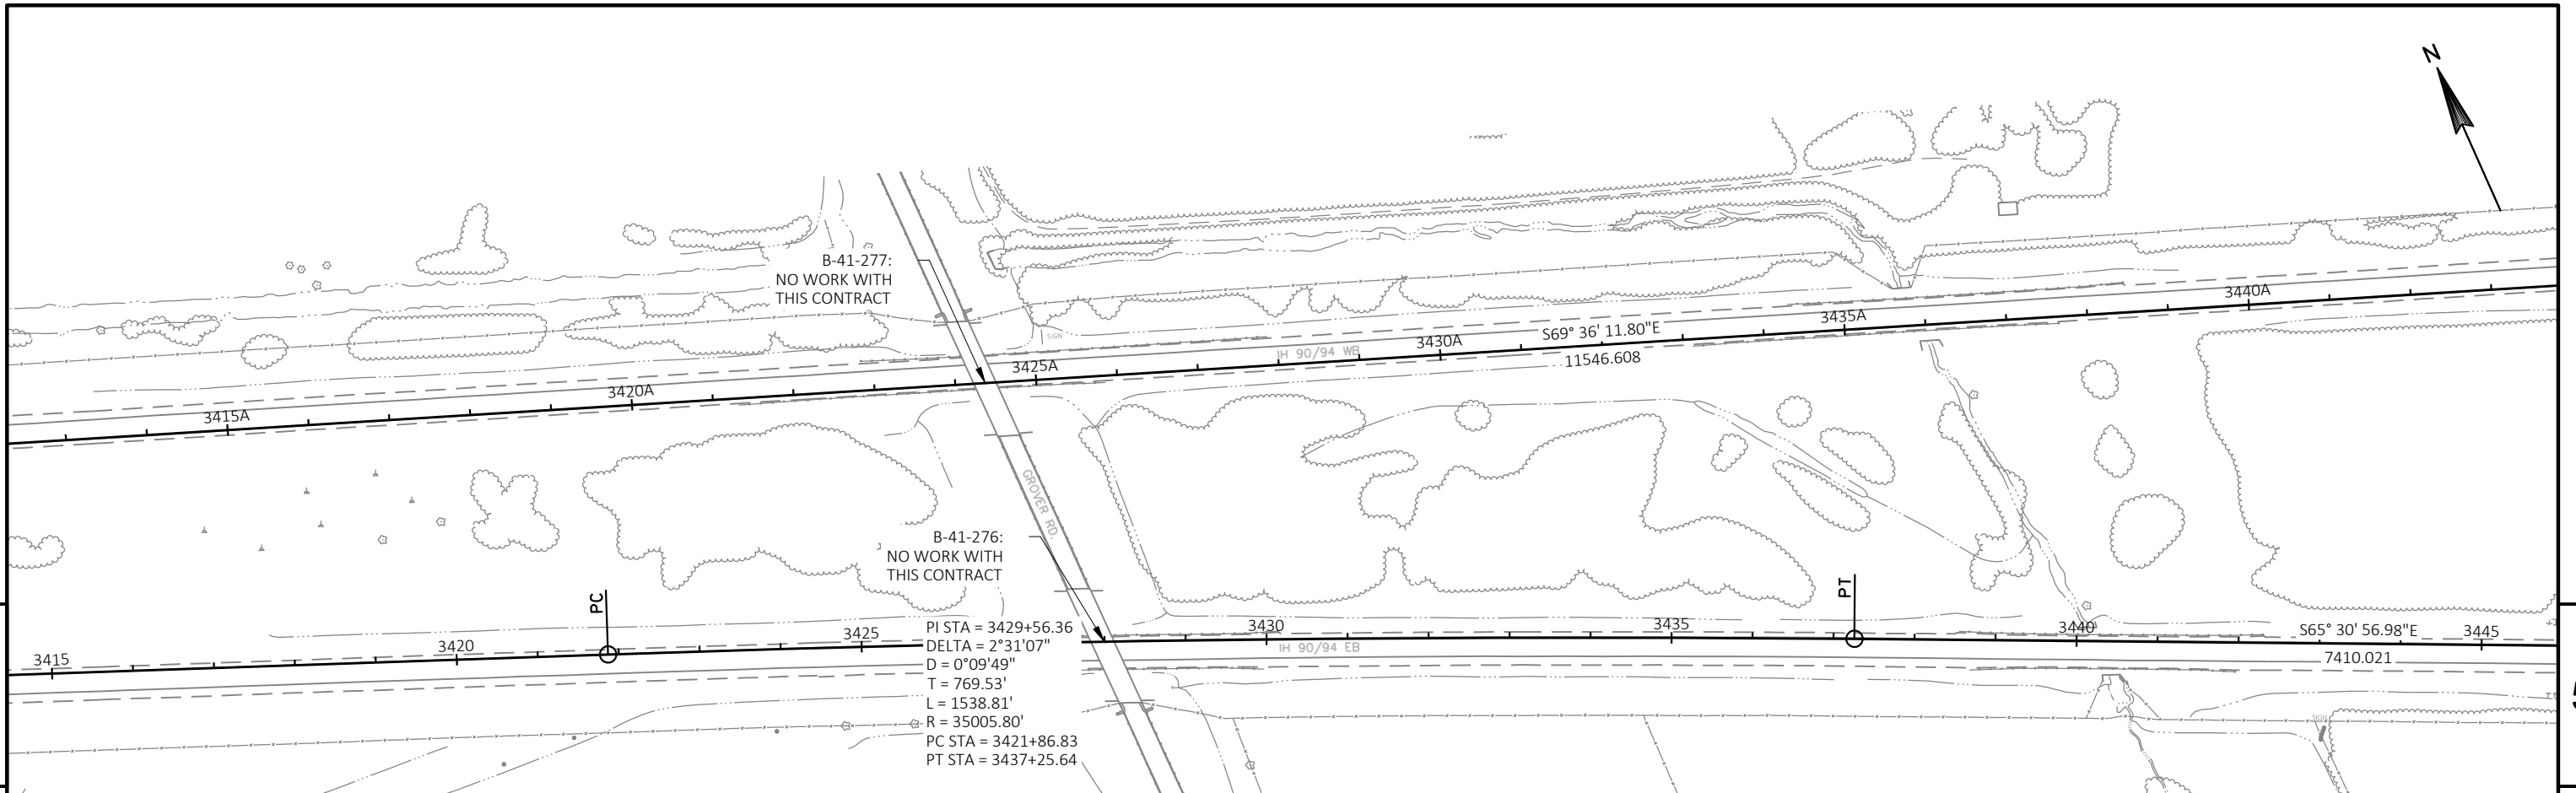 N
B-41-277:
NO WORK WITH
THIS CONTRACT
SIGN
3440A
3435A
S69° 36' 11.80"E
11546.608
3430A
IH 90/94 WB
3425A
3420A
3415A
GROVER RD.
B-41-276:
NO WORK WITH
THIS CONTRACT
PC
PT
3415
3420
3425
3430
3435
3440
3445
S65° 30' 56.98"E
7410.021
IH 90/94 EB
PI STA = 3429+56.36
DELTA = 2°31'07"
D = 0°09'49"
T = 769.53'
L = 1538.81'
R = 35005.80'
PC STA = 3421+86.83
PT STA = 3437+25.64
SIGN